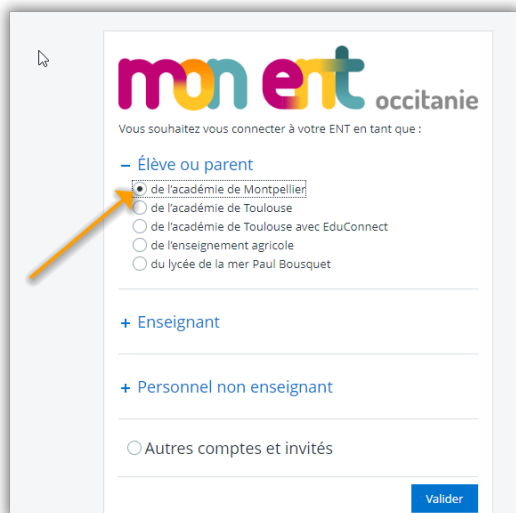 mon ent occitanie
Vous souhaitez vous connecter à votre ENT en tant que :
– Élève ou parent
de l'académie de Montpellier
de l'académie de Toulouse
de l'académie de Toulouse avec EduConnect
de l'enseignement agricole
du lycée de la mer Paul Bousquet
+ Enseignant
+ Personnel non enseignant
Autres comptes et invités
Valider